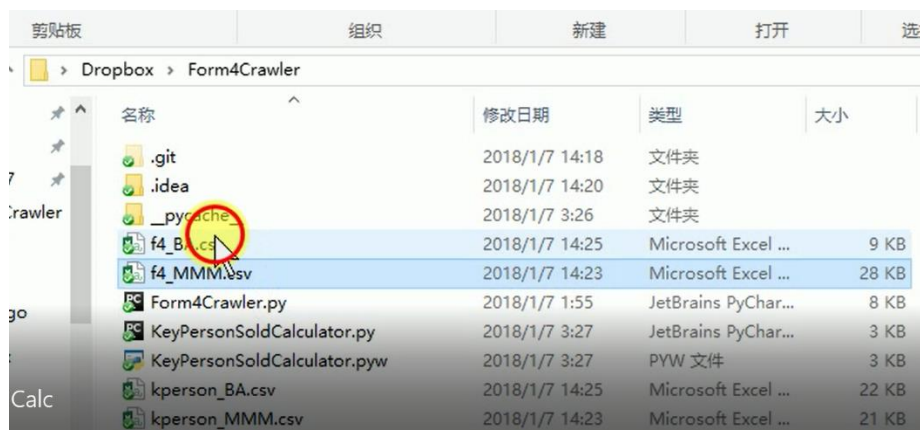 剪贴板 组织 新建 打开 选
Dropbox > Form4Crawler
名称 修改日期 类型 大小
.git 2018/1/7 14:18 文件夹
.idea 2018/1/7 14:20 文件夹
__pycache__ 2018/1/7 3:26 文件夹
f4_BA.csv 2018/1/7 14:25 Microsoft Excel ... 9 KB
f4_MMM.csv 2018/1/7 14:23 Microsoft Excel ... 28 KB
Form4Crawler.py 2018/1/7 1:55 JetBrains PyChar... 8 KB
KeyPersonSoldCalculator.py 2018/1/7 3:27 JetBrains PyChar... 3 KB
KeyPersonSoldCalculator.pyw 2018/1/7 3:27 PYW 文件 3 KB
kperson_BA.csv 2018/1/7 14:25 Microsoft Excel ... 22 KB
kperson_MMM.csv 2018/1/7 14:23 Microsoft Excel ... 21 KB
7
Crawler
go
Calc